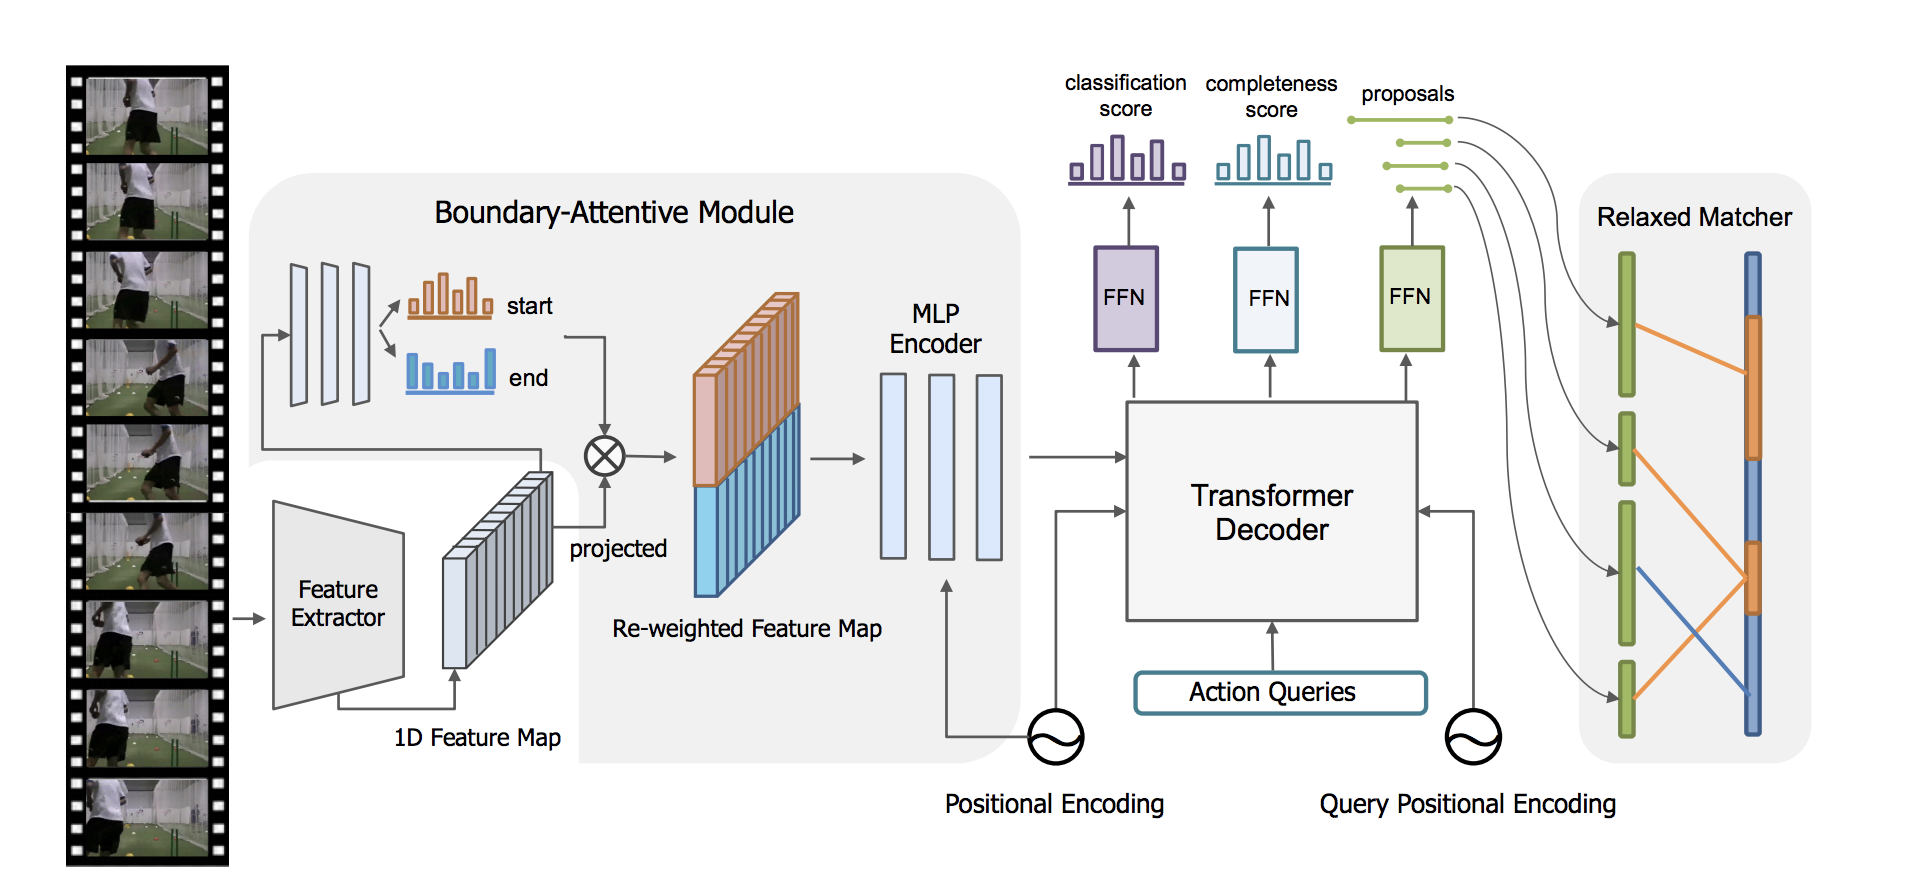 classification
score
completeness
score
proposals
Boundary-Attentive Module
Relaxed Matcher
start
end
MLP
Encoder
FFN
FFN
FFN
Transformer
Decoder
projected
Feature
Extractor
Re-weighted Feature Map
Action Queries
1D Feature Map
Positional Encoding
Query Positional Encoding